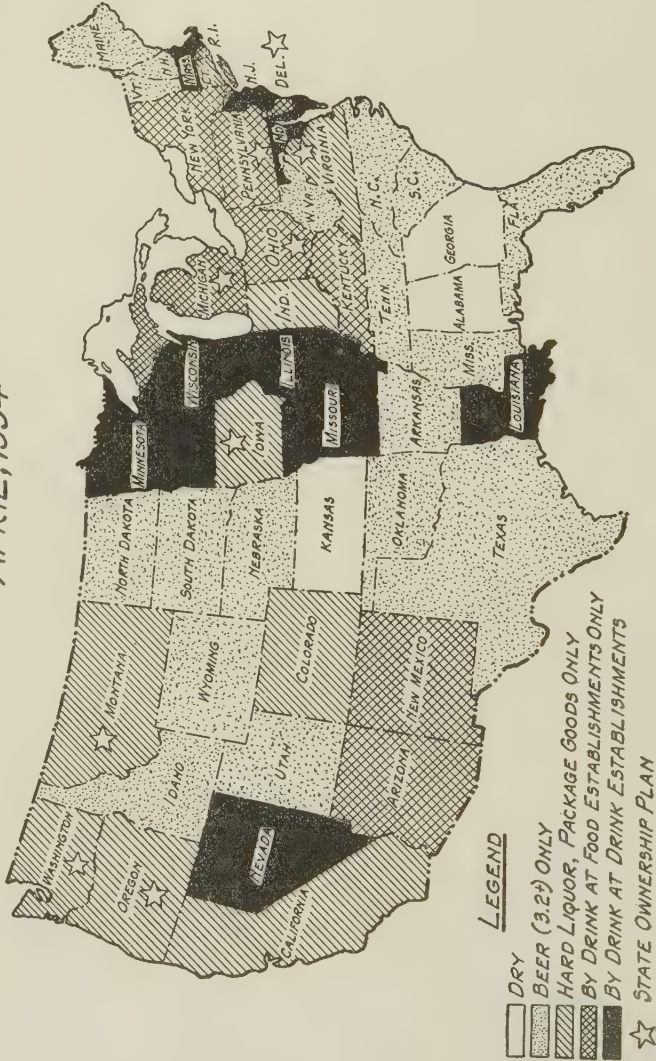 APRIL, 1934
WASHINGTON
OREGON
CALIFORNIA
NEVADA
IDAHO
MONTANA
WYOMING
UTAH
COLORADO
ARIZONA
NEW MEXICO
NORTH DAKOTA
SOUTH DAKOTA
NEBRASKA
KANSAS
OKLAHOMA
TEXAS
MINNESOTA
IOWA
MISSOURI
ARKANSAS
LOUISIANA
WISCONSIN
ILLINOIS
MICHIGAN
IND.
OHIO
KENTUCKY
TENN.
MISS.
ALABAMA
GEORGIA
FLA.
S.C.
N.C.
VIRGINIA
W.VA.
MD.
PENNSYLVANIA
NEW YORK
VT.
N.H.
MAINE
MASS.
R.I.
N.J.
DEL.
LEGEND
DRY
BEER (3.2+) ONLY
HARD LIQUOR, PACKAGE GOODS ONLY
BY DRINK AT FOOD ESTABLISHMENTS ONLY
BY DRINK AT DRINK ESTABLISHMENTS
STATE OWNERSHIP PLAN